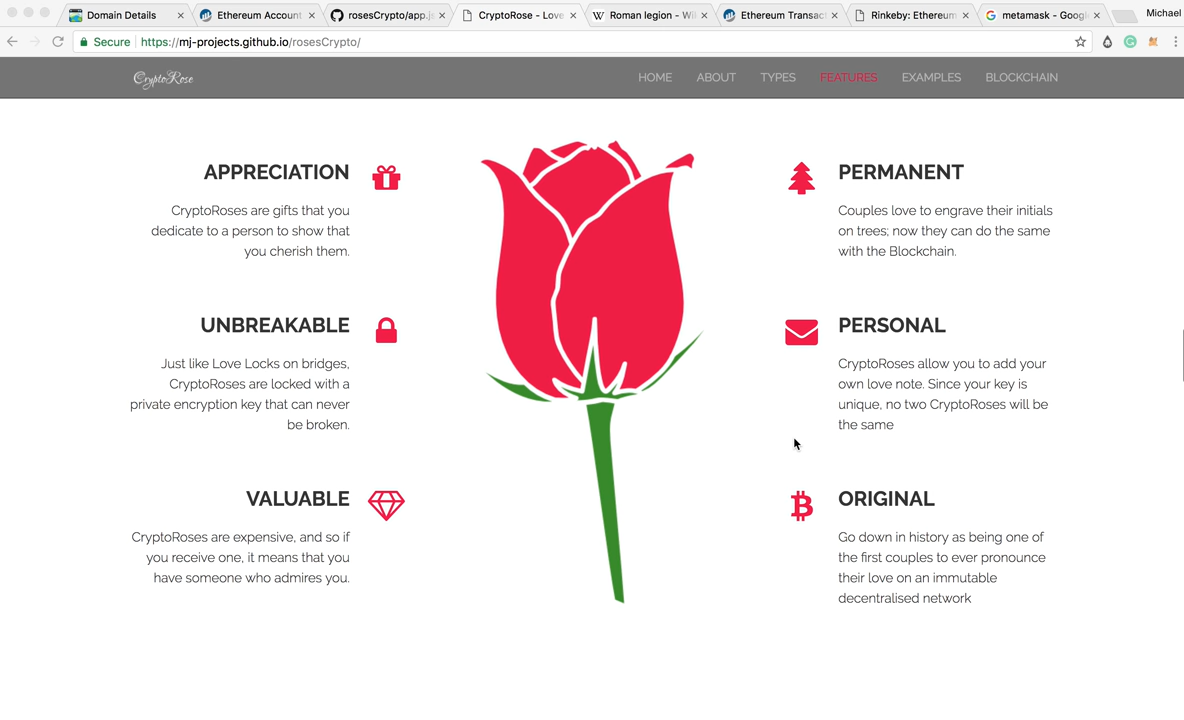 Domain Details
Ethereum Account
rosesCrypto/app.js
CryptoRose - Love
Roman legion - Wi
Ethereum Transac
Rinkeby: Ethereum
metamask - Googl
Michael
Secure
https://mj-projects.github.io/rosesCrypto/
CryptoRose
HOME
ABOUT
TYPES
FEATURES
EXAMPLES
BLOCKCHAIN
APPRECIATION
CryptoRoses are gifts that you
dedicate to a person to show that
you cherish them.
UNBREAKABLE
Just like Love Locks on bridges,
CryptoRoses are locked with a
private encryption key that can never
be broken.
VALUABLE
CryptoRoses are expensive, and so if
you receive one, it means that you
have someone who admires you.
PERMANENT
Couples love to engrave their initials
on trees; now they can do the same
with the Blockchain.
PERSONAL
CryptoRoses allow you to add your
own love note. Since your key is
unique, no two CryptoRoses will be
the same
ORIGINAL
Go down in history as being one of
the first couples to ever pronounce
their love on an immutable
decentralised network